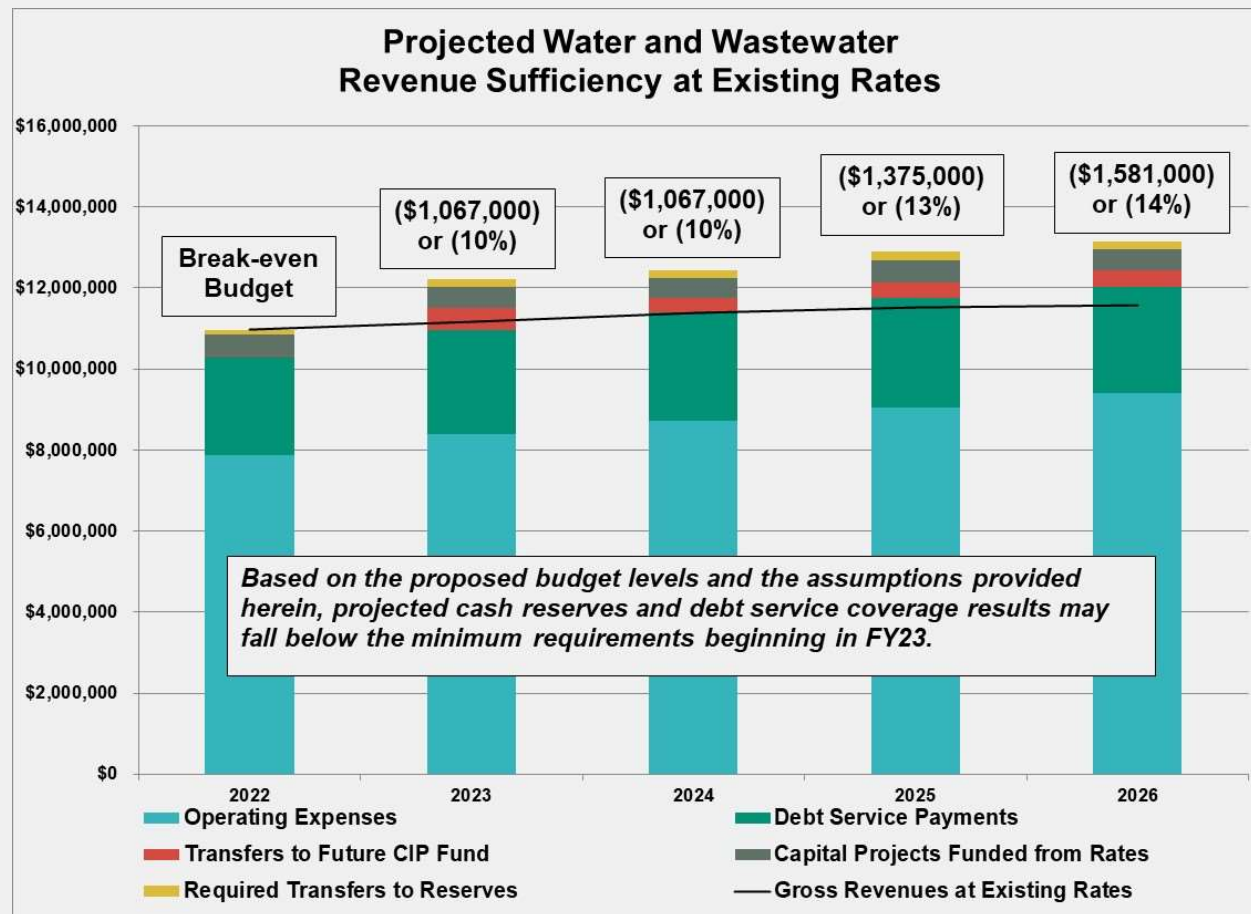 Projected Water and Wastewater
Revenue Sufficiency at Existing Rates
$16,000,000
$14,000,000
$12,000,000
$10,000,000
$8,000,000
$6,000,000
$4,000,000
$2,000,000
$0
Break-even
Budget
($1,067,000)
or (10%)
($1,067,000)
or (10%)
($1,375,000)
or (13%)
($1,581,000)
or (14%)
Based on the proposed budget levels and the assumptions provided
herein, projected cash reserves and debt service coverage results may
fall below the minimum requirements beginning in FY23.
2022 2023 2024 2025 2026
Operating Expenses Debt Service Payments
Transfers to Future CIP Fund Capital Projects Funded from Rates
Required Transfers to Reserves Gross Revenues at Existing Rates